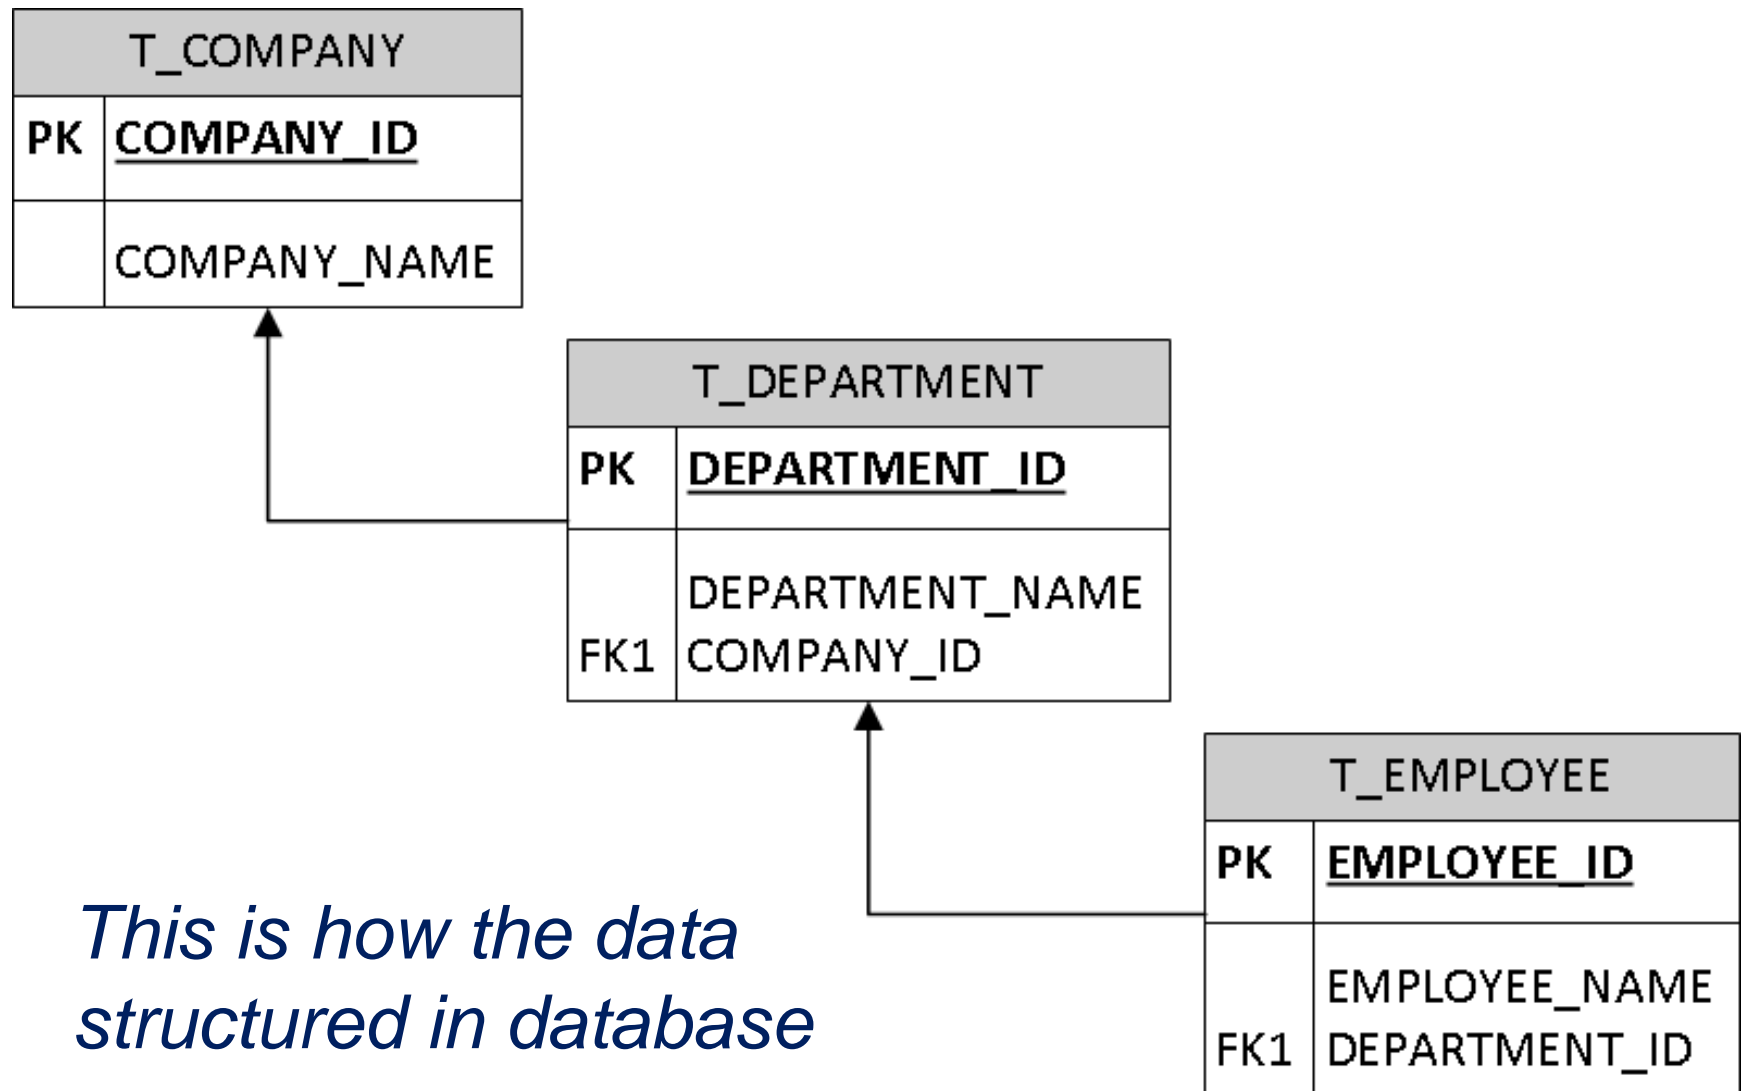 T_COMPANY
PK COMPANY_ID
COMPANY_NAME
T_DEPARTMENT
PK DEPARTMENT_ID
DEPARTMENT_NAME
FK1 COMPANY_ID
T_EMPLOYEE
PK EMPLOYEE_ID
EMPLOYEE_NAME
FK1 DEPARTMENT_ID
This is how the data
structured in database